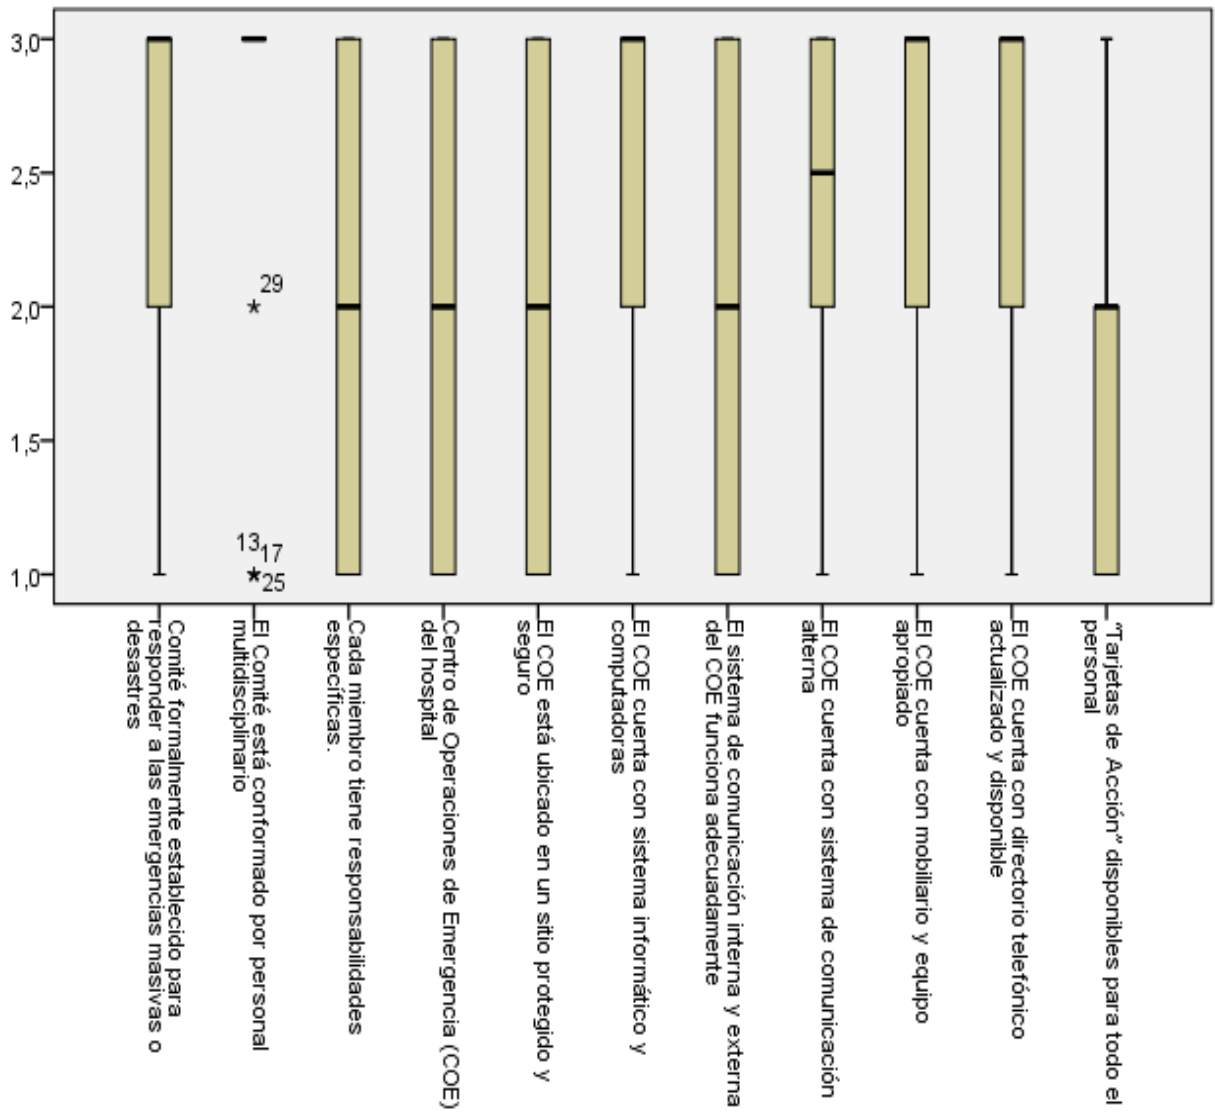 3,0
2,5
2,0
1,5
1,0
29
13
17
25
Comité formalmente establecido para
responder a las emergencias masivas o
desastres
El Comité está conformado por personal
multidisciplinario
Cada miembro tiene responsabilidades
específicas.
Centro de Operaciones de Emergencia (COE)
del hospital
El COE está ubicado en un sitio protegido y
seguro
El COE cuenta con sistema informático y
computadoras
El sistema de comunicación interna y externa
del COE funciona adecuadamente
El COE cuenta con sistema de comunicación
alterna
El COE cuenta con mobiliario y equipo
apropiado
El COE cuenta con directorio telefónico
actualizado y disponible
“Tarjetas de Acción” disponibles para todo el
personal